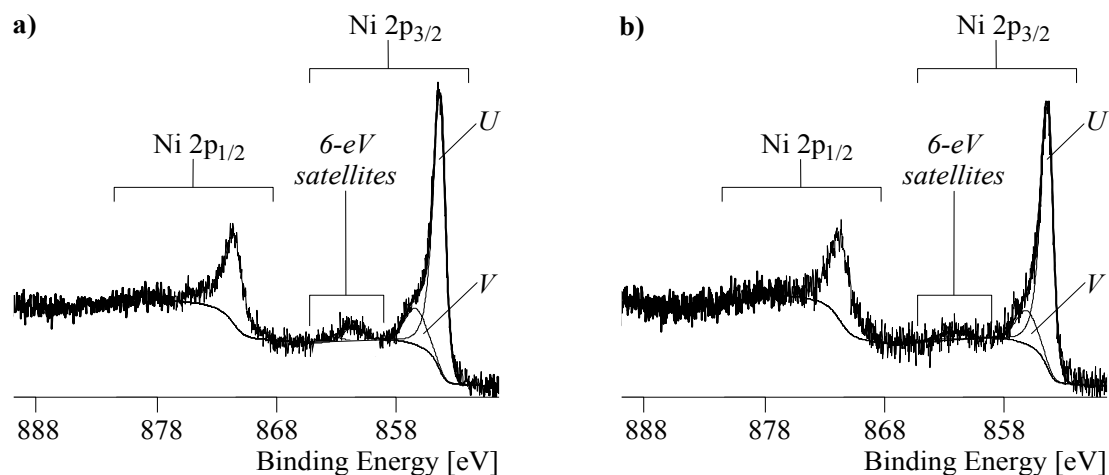 a)
Ni 2p3/2
U
Ni 2p1/2
6-eV
satellites
V
888 878 868 858
Binding Energy [eV]
b)
Ni 2p3/2
U
Ni 2p1/2
6-eV
satellites
V
888 878 868 858
Binding Energy [eV]